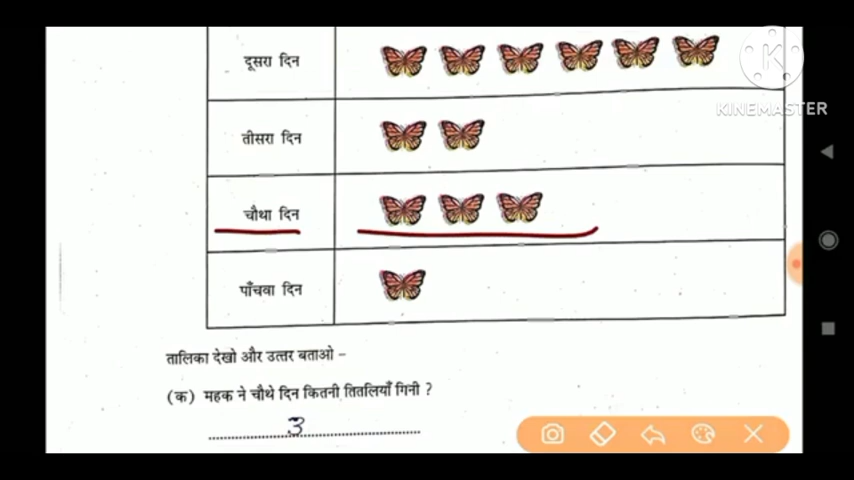 दूसरा दिन
KINEMASTER
तीसरा दिन
चौथा दिन
पाँचवा दिन
तालिका देखो और उत्तर बताओ –
(क) महक ने चौथे दिन कितनी तितलियाँ गिनी ?
3